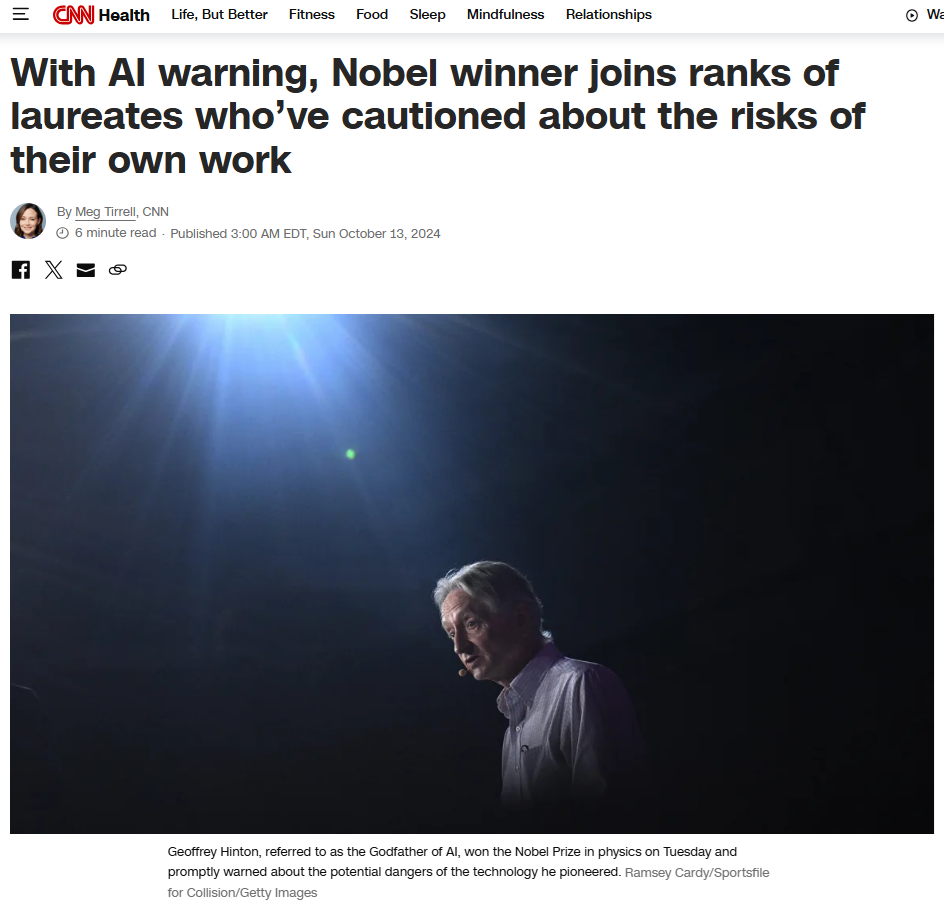 CNN Health Life, But Better Fitness Food Sleep Mindfulness Relationships
With AI warning, Nobel winner joins ranks of
laureates who’ve cautioned about the risks of
their own work
By Meg Tirrell, CNN
6 minute read · Published 3:00 AM EDT, Sun October 13, 2024
Geoffrey Hinton, referred to as the Godfather of AI, won the Nobel Prize in physics on Tuesday and
promptly warned about the potential dangers of the technology he pioneered. Ramsey Cardy/Sportsfile
for Collision/Getty Images